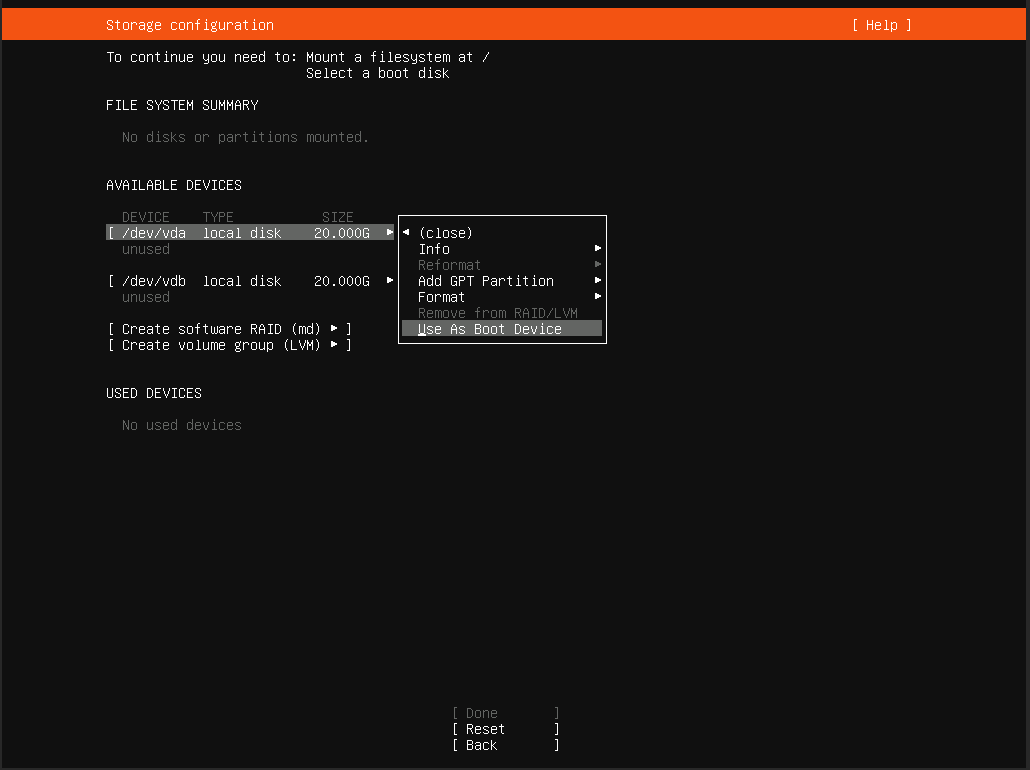 Storage configuration [ Help ]
To continue you need to: Mount a filesystem at /
Select a boot disk
FILE SYSTEM SUMMARY
No disks or partitions mounted.
AVAILABLE DEVICES
DEVICE TYPE SIZE
[ /dev/vda local disk 20.000G ▸
unused
[ /dev/vdb local disk 20.000G ▸
unused
[ Create software RAID (md) ▸ ]
[ Create volume group (LVM) ▸ ]
◂ (close)
Info ▸
Reformat ▸
Add GPT Partition ▸
Format ▸
Remove from RAID/LVM
Use As Boot Device
USED DEVICES
No used devices
[ Done ]
[ Reset ]
[ Back ]